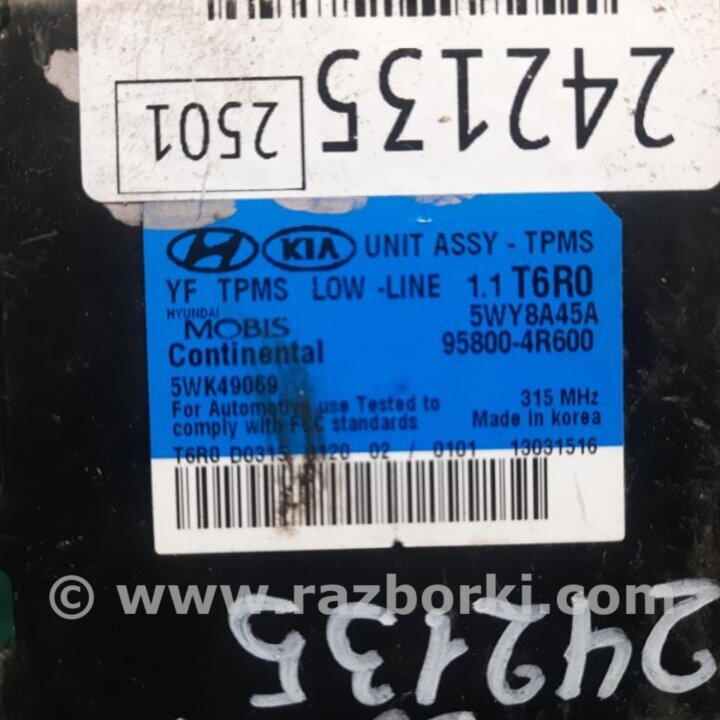 242135
2501
HYUNDAI KIA UNIT ASSY - TPMS
YF TPMS LOW -LINE 1.1 T6R0
HYUNDAI MOBIS 5WY8A45A
Continental 95800-4R600
5WK49069 315 MHz
For Automotive use Tested to Made in korea
comply with FCC standards
T6R0 D0315 0120 02 / 0101 13031516
© www.razborki.com
242135